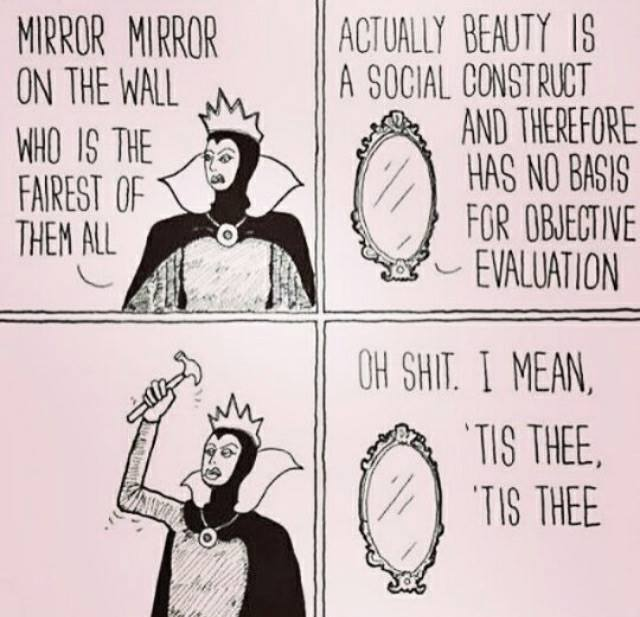 MIRROR MIRROR
ON THE WALL
WHO IS THE
FAIREST OF
THEM ALL
ACTUALLY BEAUTY IS
A SOCIAL CONSTRUCT
AND THEREFORE
HAS NO BASIS
FOR OBJECTIVE
EVALUATION
OH SHIT. I MEAN,
'TIS THEE,
'TIS THEE